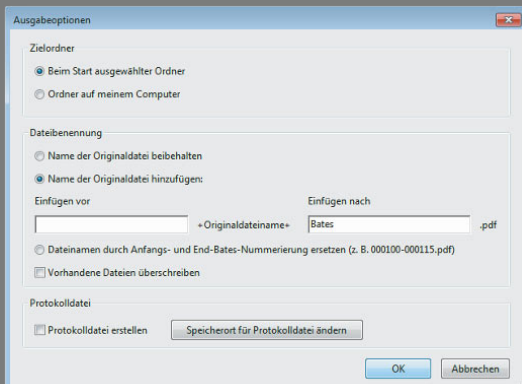 Ausgabeoptionen
Zielordner
Beim Start ausgewählter Ordner
Ordner auf meinem Computer
Dateibenennung
Name der Originaldatei beibehalten
Name der Originaldatei hinzufügen:
Einfügen vor Einfügen nach
+Originaldateiname+ Bates .pdf
Dateinamen durch Anfangs- und End-Bates-Nummerierung ersetzen (z. B. 000100-000115.pdf)
Vorhandene Dateien überschreiben
Protokolldatei
Protokolldatei erstellen Speicherort für Protokolldatei ändern
OK Abbrechen